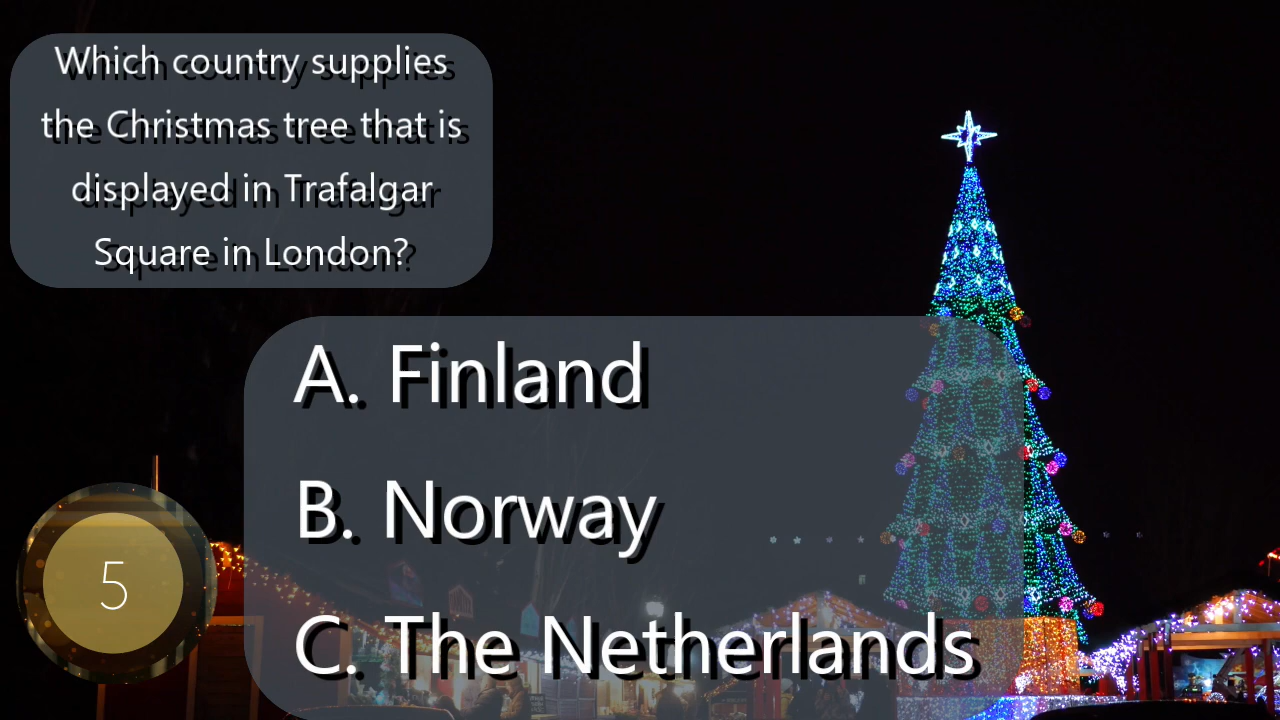 Which country supplies
the Christmas tree that is
displayed in Trafalgar
Square in London?
A. Finland
B. Norway
C. The Netherlands
5